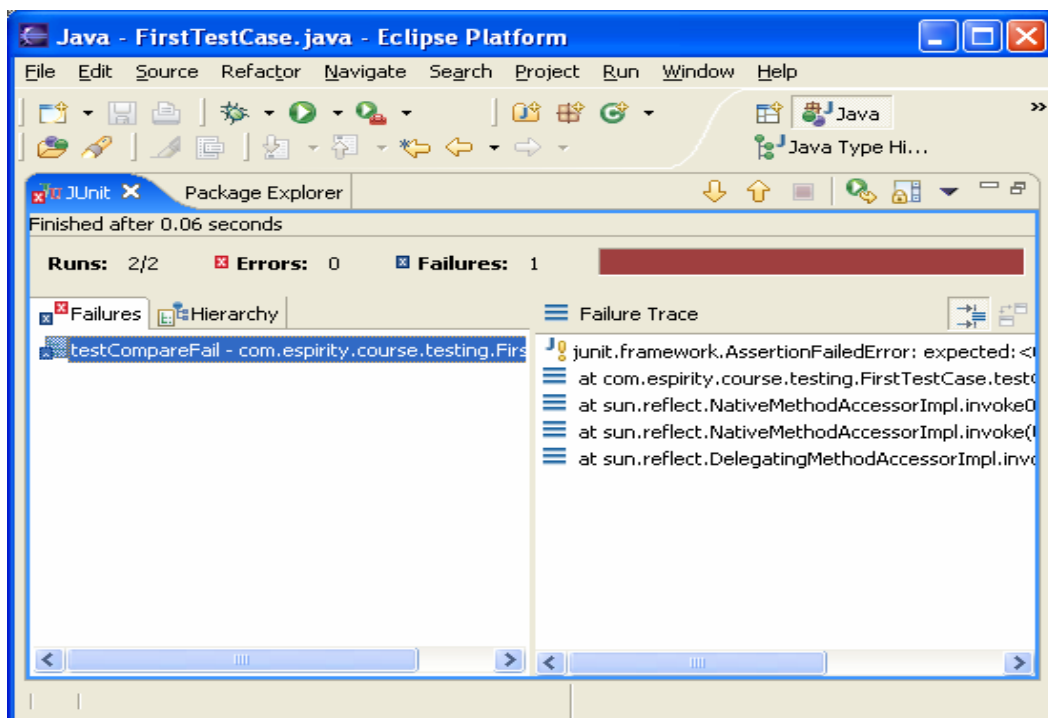 Java - FirstTestCase.java - Eclipse Platform
File Edit Source Refactor Navigate Search Project Run Window Help
Java »
Java Type Hi...
JUnit Package Explorer
Finished after 0.06 seconds
Runs: 2/2 Errors: 0 Failures: 1
Failures Hierarchy Failure Trace
testCompareFail - com.espirity.course.testing.Firs
junit.framework.AssertionFailedError: expected:<
at com.espirity.course.testing.FirstTestCase.test
at sun.reflect.NativeMethodAccessorImpl.invoke0
at sun.reflect.NativeMethodAccessorImpl.invoke(
at sun.reflect.DelegatingMethodAccessorImpl.invo